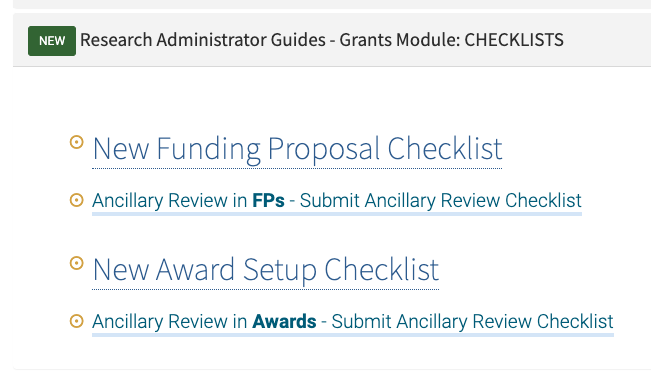 NEW Research Administrator Guides - Grants Module: CHECKLISTS
New Funding Proposal Checklist
Ancillary Review in FPs - Submit Ancillary Review Checklist
New Award Setup Checklist
Ancillary Review in Awards - Submit Ancillary Review Checklist